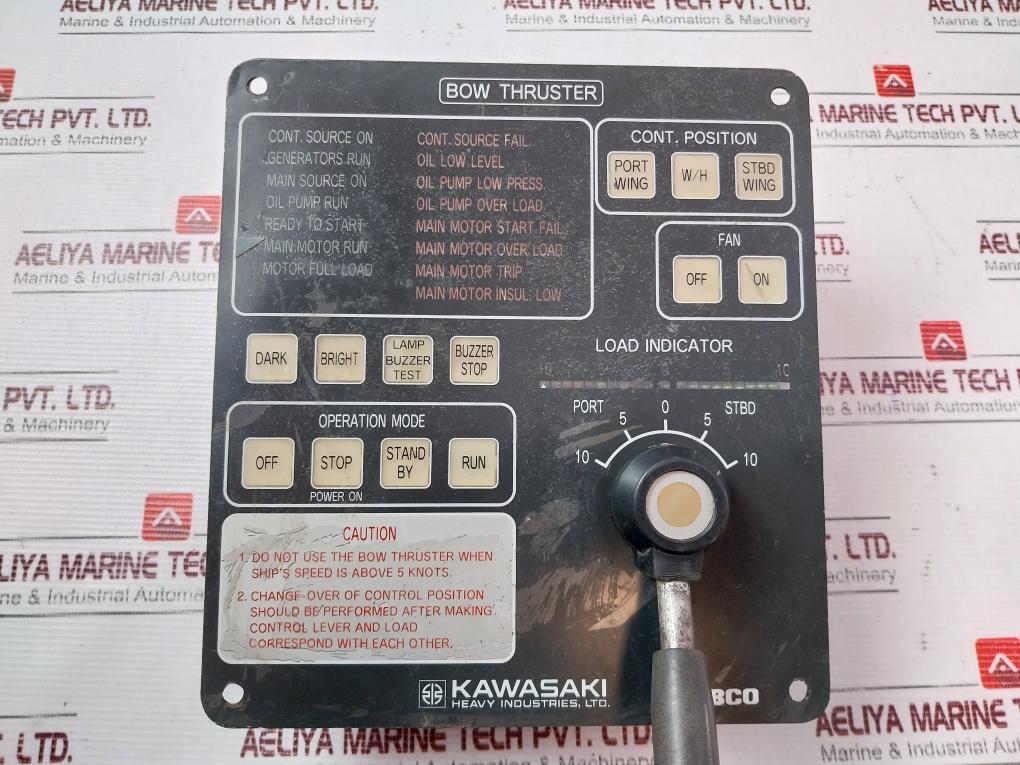 AELIYA MARINE TECH PVT. LTD.
Marine & Industrial Automation & Machinery
BOW THRUSTER
CONT. SOURCE ON
GENERATORS RUN
MAIN SOURCE ON
OIL PUMP RUN
READY TO START
MAIN MOTOR RUN
MOTOR FULL LOAD
CONT. SOURCE FAIL.
OIL LOW LEVEL
OIL PUMP LOW PRESS.
OIL PUMP OVER LOAD
MAIN MOTOR START FAIL.
MAIN MOTOR OVER LOAD
MAIN MOTOR TRIP
MAIN MOTOR INSUL. LOW
CONT. POSITION
PORT WING
W/H
STBD WING
FAN
OFF
ON
DARK
BRIGHT
LAMP BUZZER TEST
BUZZER STOP
LOAD INDICATOR
10 5 0 5 10
PORT
STBD
10 5 0 5 10
OPERATION MODE
OFF
STOP
STAND BY
RUN
POWER ON
CAUTION
1. DO NOT USE THE BOW THRUSTER WHEN
SHIP'S SPEED IS ABOVE 5 KNOTS.
2. CHANGE-OVER OF CONTROL POSITION
SHOULD BE PERFORMED AFTER MAKING
CONTROL LEVER AND LOAD
CORRESPOND WITH EACH OTHER.
KAWASAKI
HEAVY INDUSTRIES, LTD.
BCO